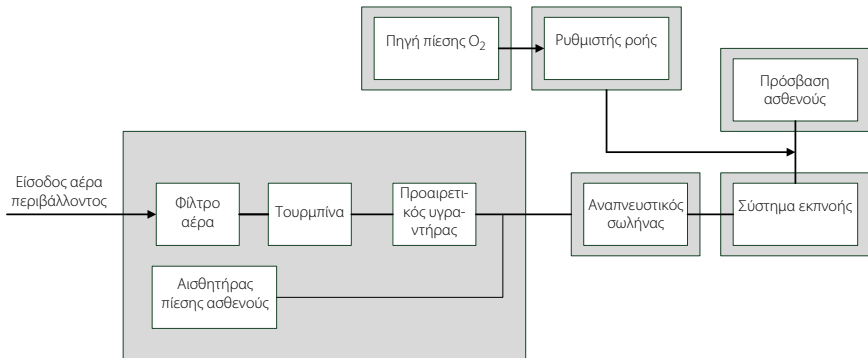 Πηγή πίεσης O₂
Ρυθμιστής ροής
Πρόσβαση
ασθενούς
Είσοδος αέρα
περιβάλλοντος
Φίλτρο
αέρα
Τουρμπίνα
Προαιρετι-
κός υγρα-
ντήρας
Αναπνευστικός
σωλήνας
Σύστημα εκπνοής
Αισθητήρας
πίεσης ασθενούς